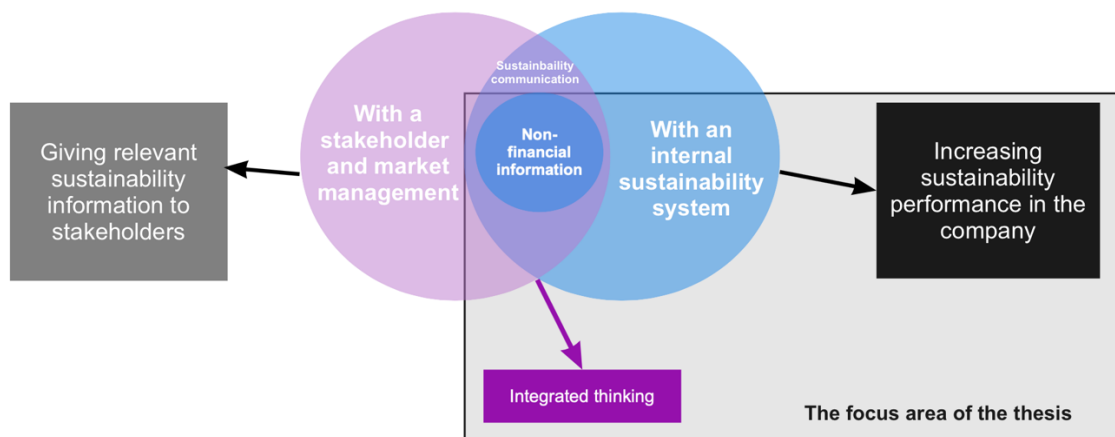 Sustainbaility
communication
With a
stakeholder
and market
management
Non-
financial
information
With an
internal
sustainability
system
Giving relevant
sustainability
information to
stakeholders
Increasing
sustainability
performance in the
company
Integrated thinking
The focus area of the thesis